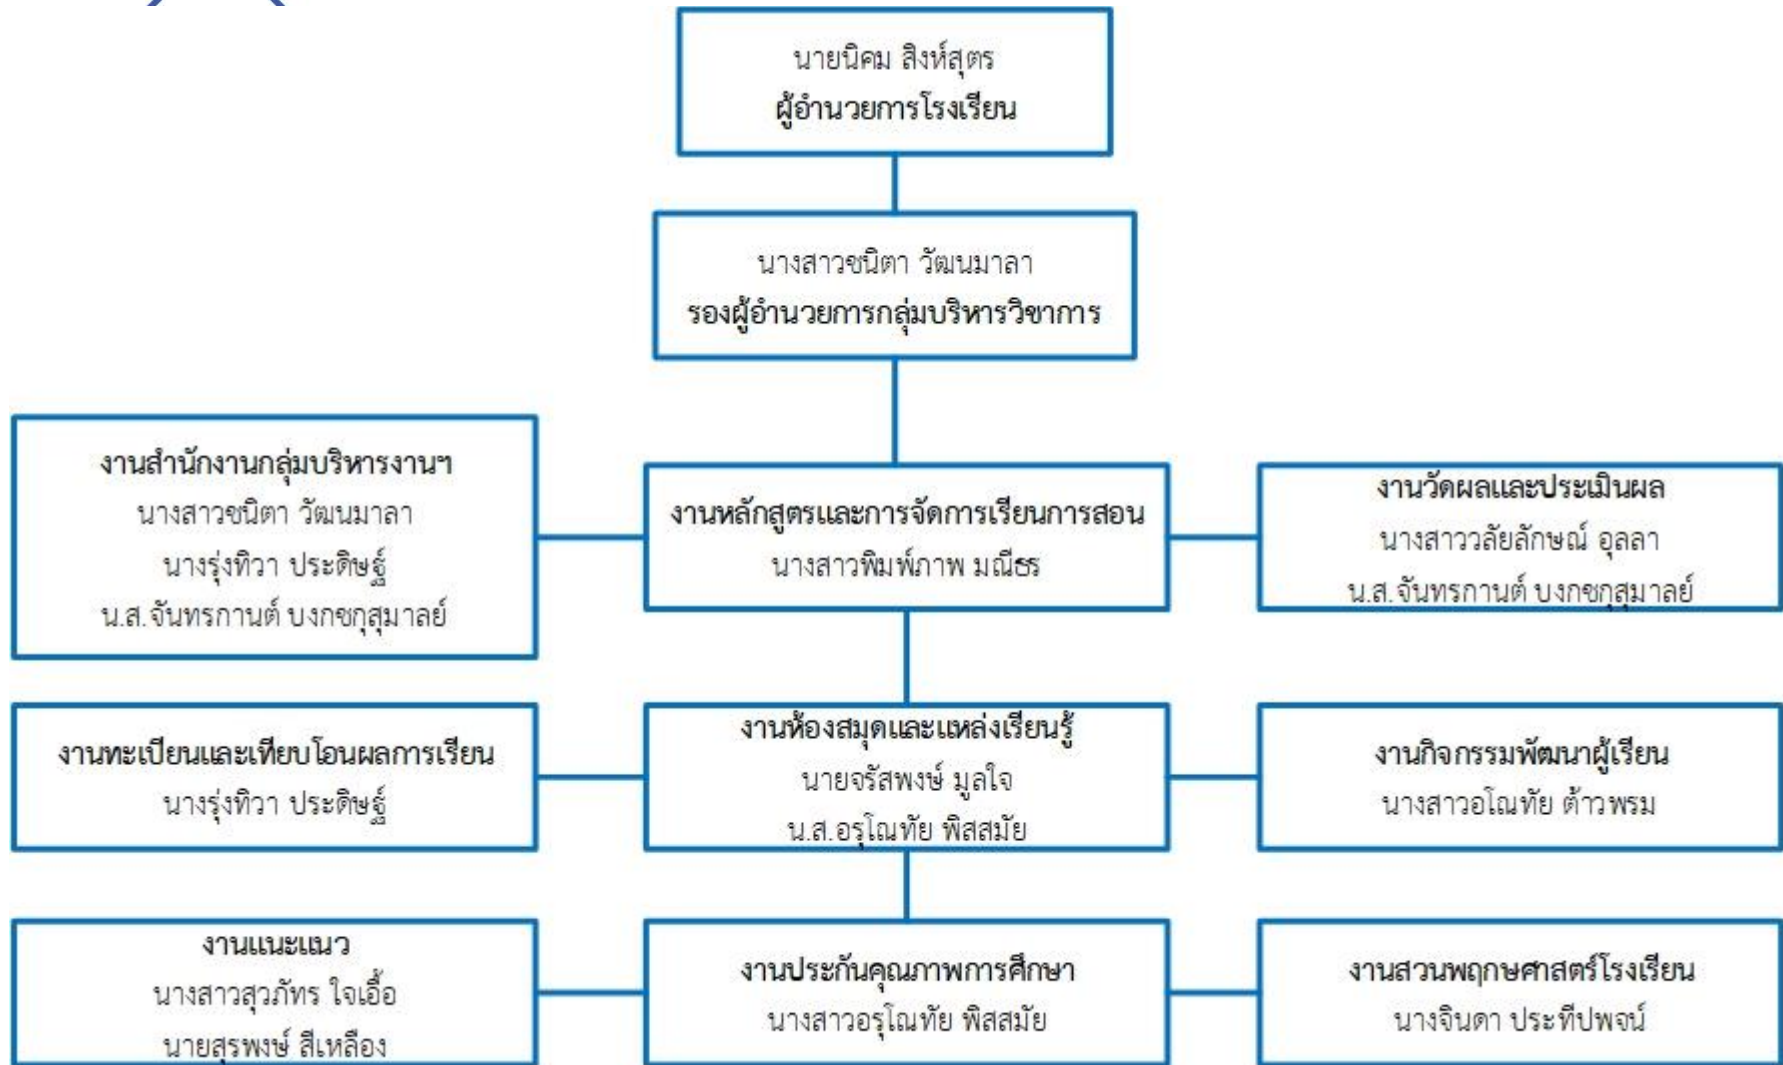 นายนิคม สิงห์สุตร
ผู้อำนวยการโรงเรียน
นางสาวชนิตา วัฒนมาลา
รองผู้อำนวยการกลุ่มบริหารวิชาการ
งานสำนักงานกลุ่มบริหารงานฯ
นางสาวชนิตา วัฒนมาลา
นางรุ่งทิวา ประดิษฐ์
น.ส.จันทรกานต์ บงกชกุสุมาลย์
งานหลักสูตรและการจัดการเรียนการสอน
นางสาวพิมพ์ภาพ มณีธร
งานวัดผลและประเมินผล
นางสาววลัยลักษณ์ อุลลา
น.ส.จันทรกานต์ บงกชกุสุมาลย์
งานทะเบียนและเทียบโอนผลการเรียน
นางรุ่งทิวา ประดิษฐ์
งานห้องสมุดและแหล่งเรียนรู้
นายจรัสพงษ์ มูลใจ
น.ส.อรุโณทัย พิสสมัย
งานกิจกรรมพัฒนาผู้เรียน
นางสาวอโณทัย ต้าวพรม
งานแนะแนว
นางสาวสุวภัทร ใจเอื้อ
นายสุรพงษ์ สีเหลือง
งานประกันคุณภาพการศึกษา
นางสาวอรุโณทัย พิสสมัย
งานสวนพฤกษศาสตร์โรงเรียน
นางจินดา ประทีปพจน์